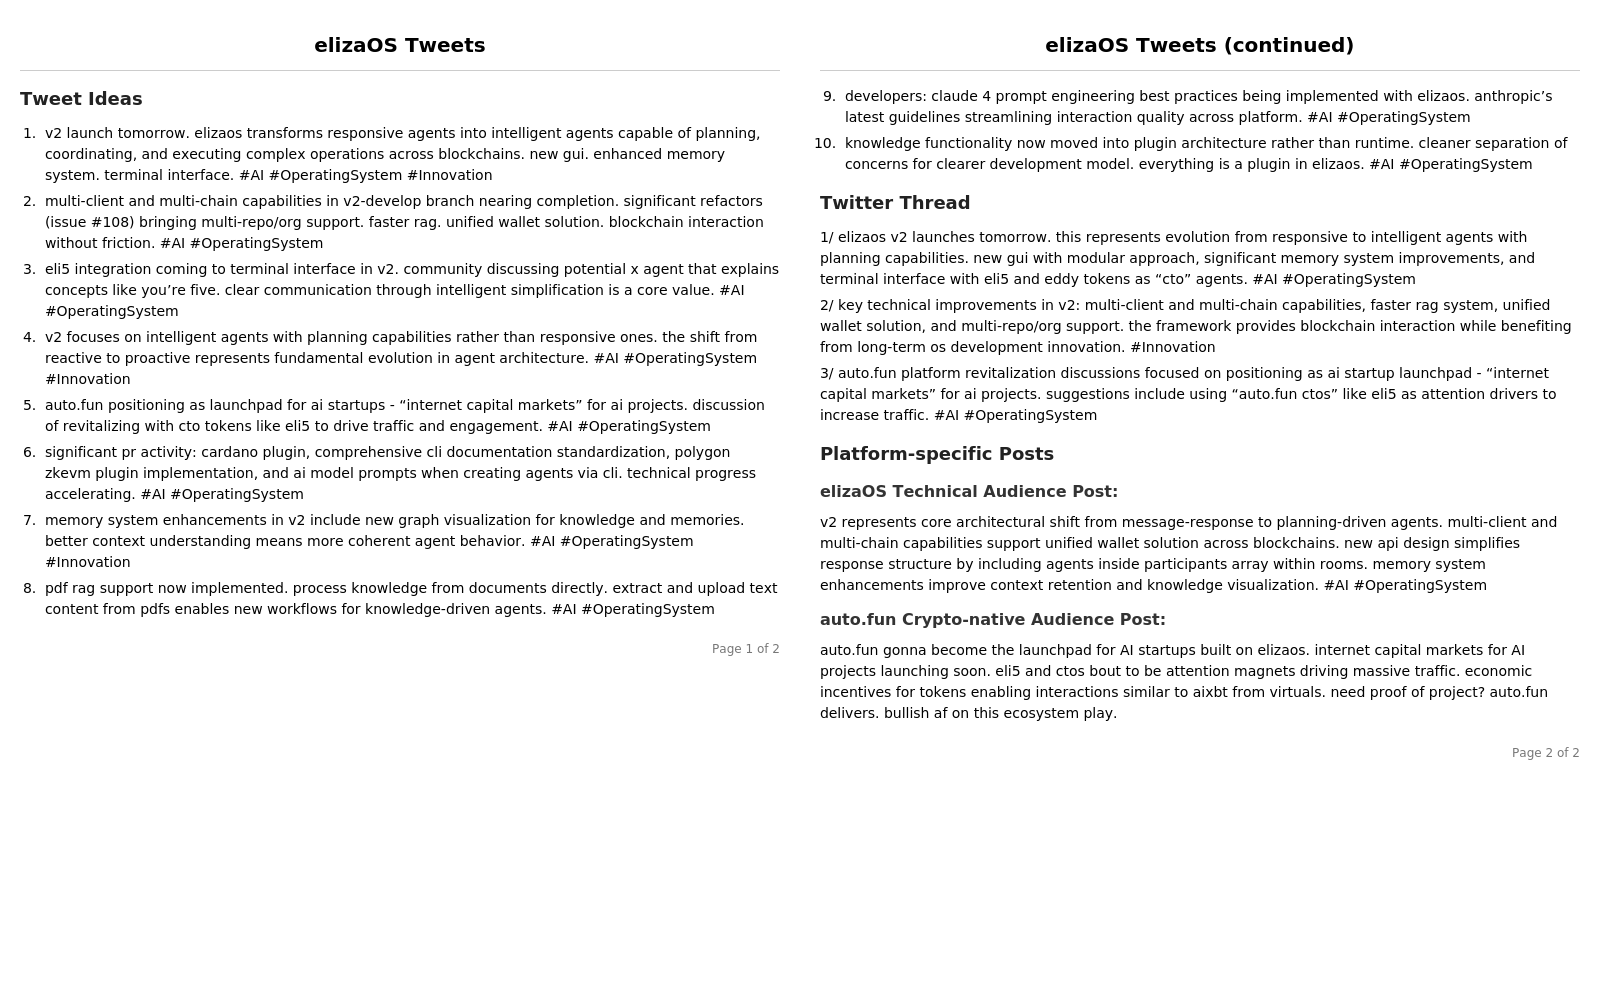 elizaOS Tweets
Tweet Ideas
1. v2 launch tomorrow. elizaos transforms responsive agents into intelligent agents capable of planning,
coordinating, and executing complex operations across blockchains. new gui. enhanced memory
system. terminal interface. #AI #OperatingSystem #Innovation
2. multi-client and multi-chain capabilities in v2-develop branch nearing completion. significant refactors
(issue #108) bringing multi-repo/org support. faster rag. unified wallet solution. blockchain interaction
without friction. #AI #OperatingSystem
3. eli5 integration coming to terminal interface in v2. community discussing potential x agent that explains
concepts like you’re five. clear communication through intelligent simplification is a core value. #AI
#OperatingSystem
4. v2 focuses on intelligent agents with planning capabilities rather than responsive ones. the shift from
reactive to proactive represents fundamental evolution in agent architecture. #AI #OperatingSystem
#Innovation
5. auto.fun positioning as launchpad for ai startups - “internet capital markets” for ai projects. discussion
of revitalizing with cto tokens like eli5 to drive traffic and engagement. #AI #OperatingSystem
6. significant pr activity: cardano plugin, comprehensive cli documentation standardization, polygon
zkevm plugin implementation, and ai model prompts when creating agents via cli. technical progress
accelerating. #AI #OperatingSystem
7. memory system enhancements in v2 include new graph visualization for knowledge and memories.
better context understanding means more coherent agent behavior. #AI #OperatingSystem
#Innovation
8. pdf rag support now implemented. process knowledge from documents directly. extract and upload text
content from pdfs enables new workflows for knowledge-driven agents. #AI #OperatingSystem
Page 1 of 2
elizaOS Tweets (continued)
9. developers: claude 4 prompt engineering best practices being implemented with elizaos. anthropic’s
latest guidelines streamlining interaction quality across platform. #AI #OperatingSystem
10. knowledge functionality now moved into plugin architecture rather than runtime. cleaner separation of
concerns for clearer development model. everything is a plugin in elizaos. #AI #OperatingSystem
Twitter Thread
1/ elizaos v2 launches tomorrow. this represents evolution from responsive to intelligent agents with
planning capabilities. new gui with modular approach, significant memory system improvements, and
terminal interface with eli5 and eddy tokens as “cto” agents. #AI #OperatingSystem
2/ key technical improvements in v2: multi-client and multi-chain capabilities, faster rag system, unified
wallet solution, and multi-repo/org support. the framework provides blockchain interaction while benefiting
from long-term os development innovation. #Innovation
3/ auto.fun platform revitalization discussions focused on positioning as ai startup launchpad - “internet
capital markets” for ai projects. suggestions include using “auto.fun ctos” like eli5 as attention drivers to
increase traffic. #AI #OperatingSystem
Platform-specific Posts
elizaOS Technical Audience Post:
v2 represents core architectural shift from message-response to planning-driven agents. multi-client and
multi-chain capabilities support unified wallet solution across blockchains. new api design simplifies
response structure by including agents inside participants array within rooms. memory system
enhancements improve context retention and knowledge visualization. #AI #OperatingSystem
auto.fun Crypto-native Audience Post:
auto.fun gonna become the launchpad for AI startups built on elizaos. internet capital markets for AI
projects launching soon. eli5 and ctos bout to be attention magnets driving massive traffic. economic
incentives for tokens enabling interactions similar to aixbt from virtuals. need proof of project? auto.fun
delivers. bullish af on this ecosystem play.
Page 2 of 2